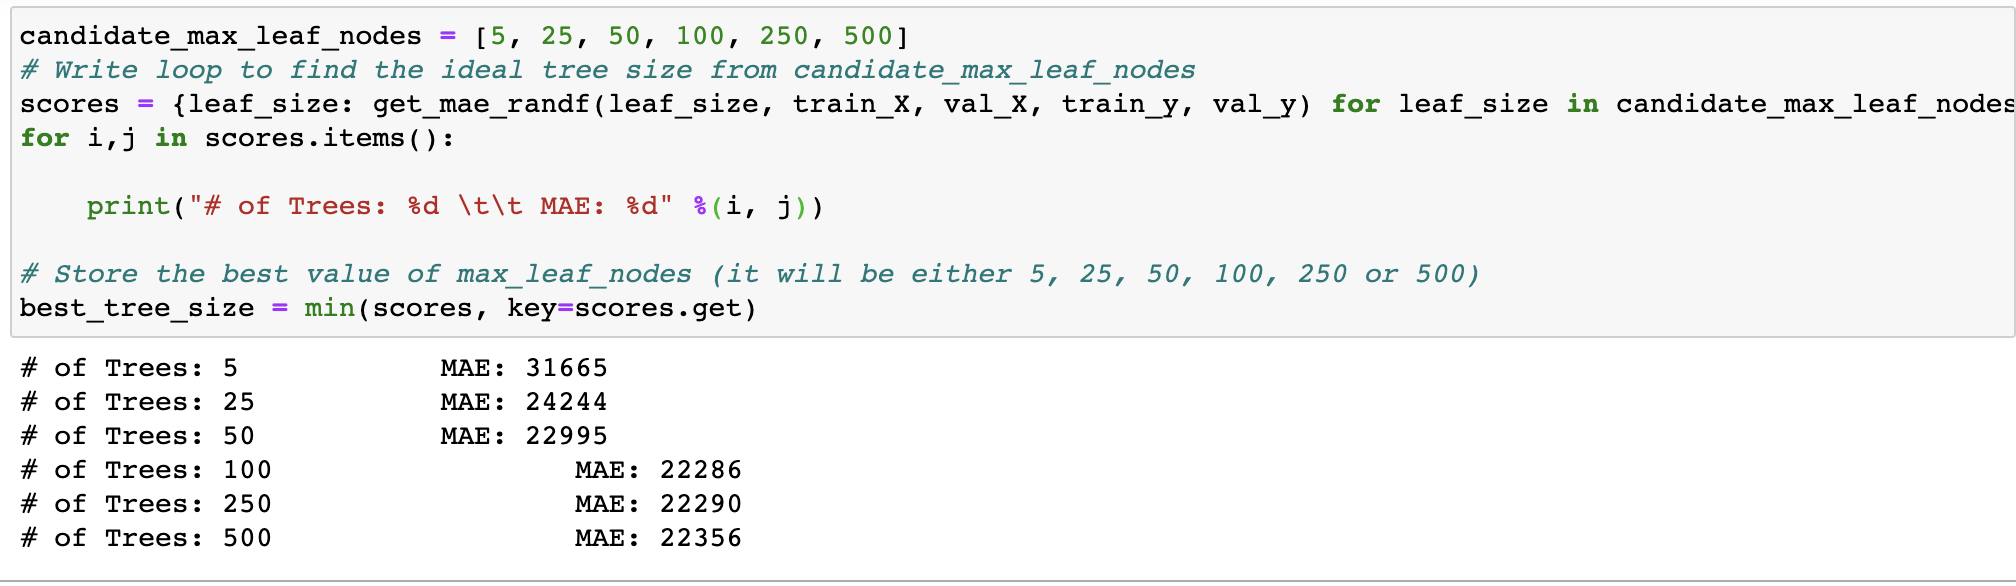 candidate_max_leaf_nodes = [5, 25, 50, 100, 250, 500]
# Write loop to find the ideal tree size from candidate_max_leaf_nodes
scores = {leaf_size: get_mae_randf(leaf_size, train_X, val_X, train_y, val_y) for leaf_size in candidate_max_leaf_nodes
for i,j in scores.items():
    print("# of Trees: %d \t\t MAE: %d" %(i, j))
# Store the best value of max_leaf_nodes (it will be either 5, 25, 50, 100, 250 or 500)
best_tree_size = min(scores, key=scores.get)
# of Trees: 5 MAE: 31665
# of Trees: 25 MAE: 24244
# of Trees: 50 MAE: 22995
# of Trees: 100 MAE: 22286
# of Trees: 250 MAE: 22290
# of Trees: 500 MAE: 22356